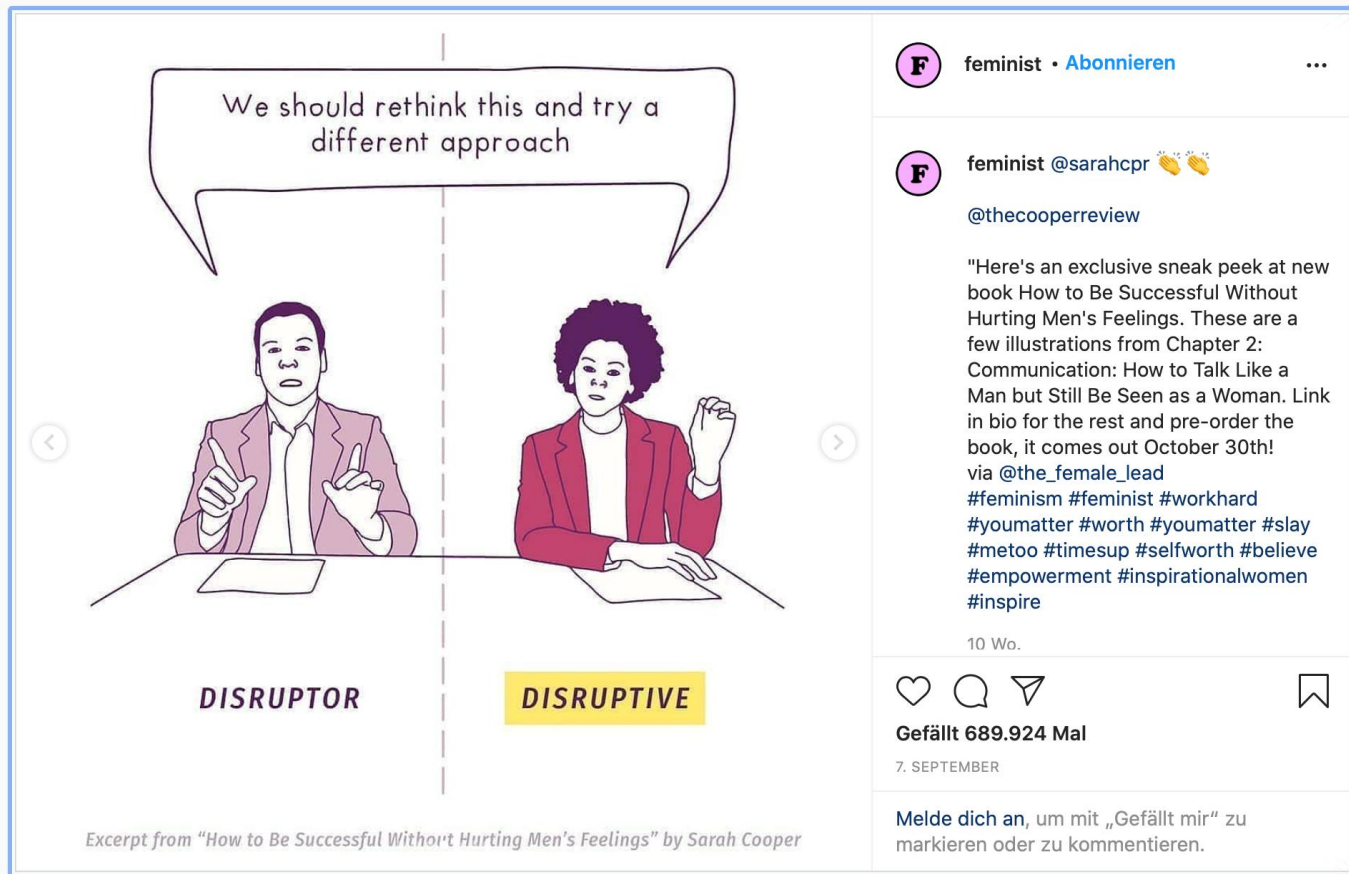 We should rethink this and try a
different approach
DISRUPTOR
DISRUPTIVE
Excerpt from “How to Be Successful Without Hurting Men’s Feelings” by Sarah Cooper
F
feminist • Abonnieren
F
feminist @sarahcpr 👏👏
@thecooperreview
"Here's an exclusive sneak peek at new
book How to Be Successful Without
Hurting Men's Feelings. These are a
few illustrations from Chapter 2:
Communication: How to Talk Like a
Man but Still Be Seen as a Woman. Link
in bio for the rest and pre-order the
book, it comes out October 30th!
via @the_female_lead
#feminism #feminist #workhard
#youmatter #worth #youmatter #slay
#metoo #timesup #selfworth #believe
#empowerment #inspirationalwomen
#inspire
10 Wo.
Gefällt 689.924 Mal
7. SEPTEMBER
Melde dich an, um mit „Gefällt mir“ zu
markieren oder zu kommentieren.